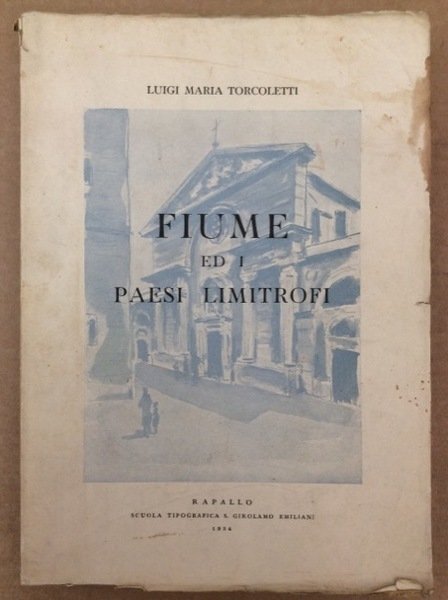 LUIGI MARIA TORCOLETTI
FIUME
ED I
PAESI LIMITROFI
RAPALLO
SCUOLA TIPOGRAFICA S. GIROLAMO EMILIANI
1954